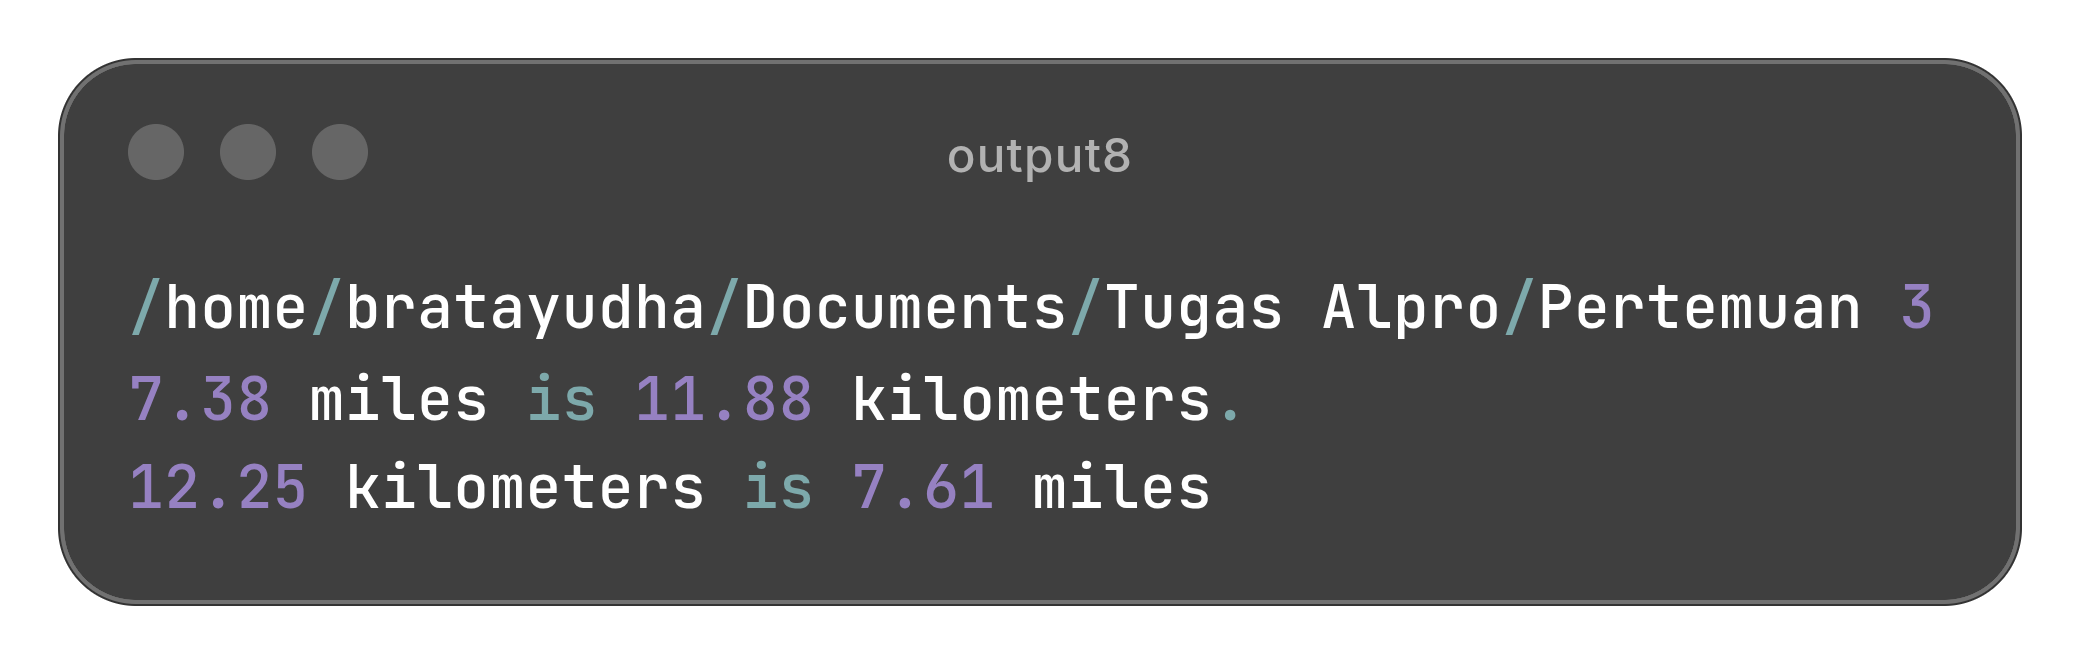 output8
/home/bratayudha/Documents/Tugas Alpro/Pertemuan 3
7.38 miles is 11.88 kilometers.
12.25 kilometers is 7.61 miles